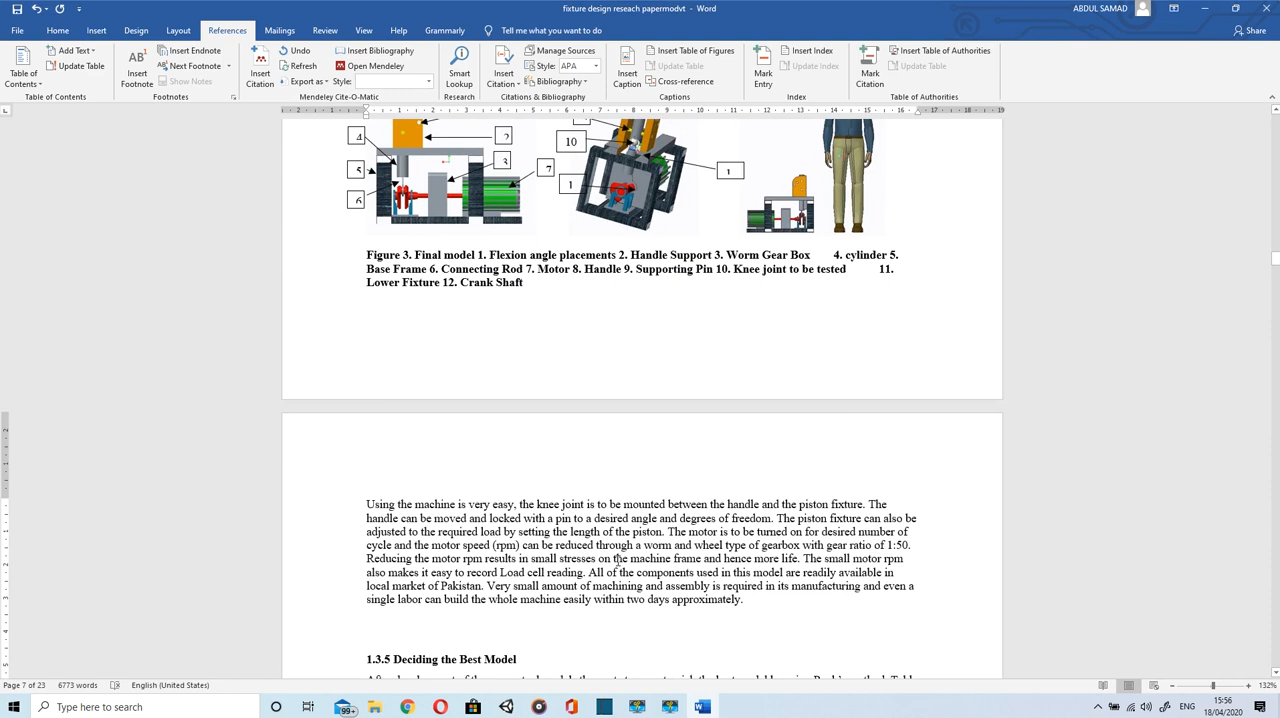 fixture design reseach papermodvt - Word
ABDUL SAMAD
File Home Insert Design Layout References Mailings Review View Help Grammarly Tell me what you want to do Share
Table of Contents
Add Text
Update Table
Table of Contents
AB¹
Insert Footnote
Insert Endnote
Next Footnote
Show Notes
Footnotes
Insert Citation
Undo
Refresh
Export as
Insert Bibliography
Open Mendeley
Style:
Mendeley Cite-O-Matic
Smart Lookup
Research
Insert Citation
Manage Sources
Style: APA
Bibliography
Citations & Bibliography
Insert Caption
Insert Table of Figures
Update Table
Cross-reference
Captions
Mark Entry
Insert Index
Update Index
Index
Mark Citation
Insert Table of Authorities
Update Table
Table of Authorities
4
2
3
5
7
6
10
1
1
Figure 3. Final model 1. Flexion angle placements 2. Handle Support 3. Worm Gear Box 4. cylinder 5.
Base Frame 6. Connecting Rod 7. Motor 8. Handle 9. Supporting Pin 10. Knee joint to be tested 11.
Lower Fixture 12. Crank Shaft
Using the machine is very easy, the knee joint is to be mounted between the handle and the piston fixture. The
handle can be moved and locked with a pin to a desired angle and degrees of freedom. The piston fixture can also be
adjusted to the required load by setting the length of the piston. The motor is to be turned on for desired number of
cycle and the motor speed (rpm) can be reduced through a worm and wheel type of gearbox with gear ratio of 1:50.
Reducing the motor rpm results in small stresses on the machine frame and hence more life. The small motor rpm
also makes it easy to record Load cell reading. All of the components used in this model are readily available in
local market of Pakistan. Very small amount of machining and assembly is required in its manufacturing and even a
single labor can build the whole machine easily within two days approximately.
1.3.5 Deciding the Best Model
Page 7 of 23 6773 words English (United States) 132%
Type here to search
99+
ENG
15:56
18/04/2020